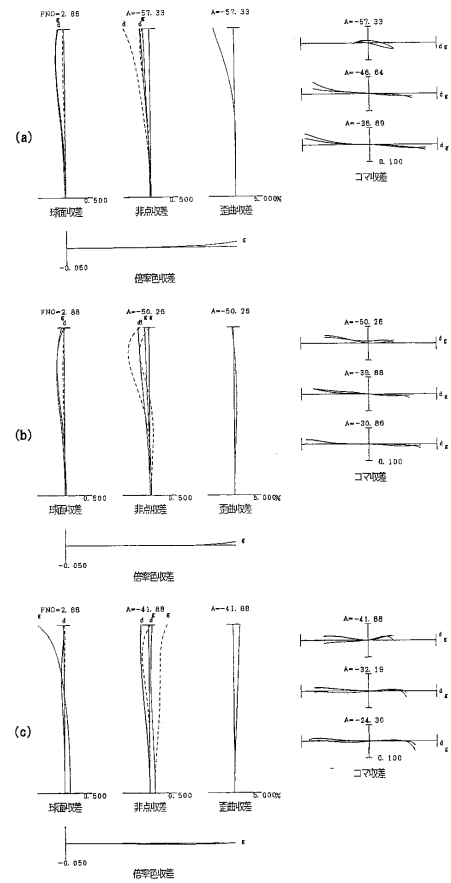 (a)
FNO=2.88
g
d
0.500
球面収差
A=-57.33
d g
0.500
非点収差
A=-57.33
5.000%
歪曲収差
A=-57.33
d g
A=-46.64
d g
A=-36.69
d g
0.100
コマ収差
-0.050
g
倍率色収差
(b)
FNO=2.88
g
d
0.500
球面収差
A=-50.26
d g g
0.500
非点収差
A=-50.26
5.000%
歪曲収差
A=-50.26
d g
A=-39.88
d g
A=-30.86
d g
0.100
コマ収差
-0.050
g
倍率色収差
(c)
FNO=2.88
g
d
0.500
球面収差
A=-41.88
g
d d g
0.500
非点収差
A=-41.88
5.000%
歪曲収差
A=-41.88
d g
A=-32.19
d g
A=-24.30
d g
0.100
コマ収差
-0.050
g
倍率色収差